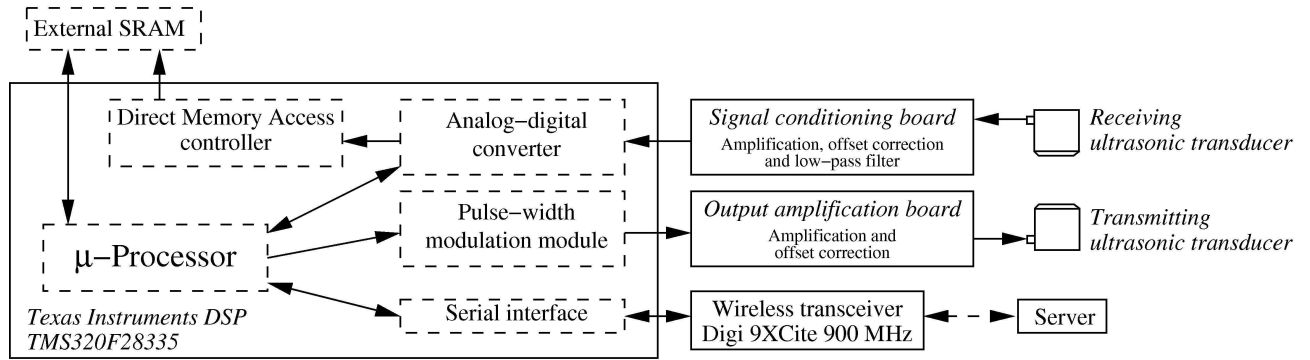 External SRAM
Direct Memory Access
controller
Analog-digital
converter
Signal conditioning board
Amplification, offset correction
and low-pass filter
Receiving
ultrasonic transducer
μ-Processor
Pulse-width
modulation module
Output amplification board
Amplification and
offset correction
Transmitting
ultrasonic transducer
Serial interface
Wireless transceiver
Digi 9XCite 900 MHz
Server
Texas Instruments DSP
TMS320F28335